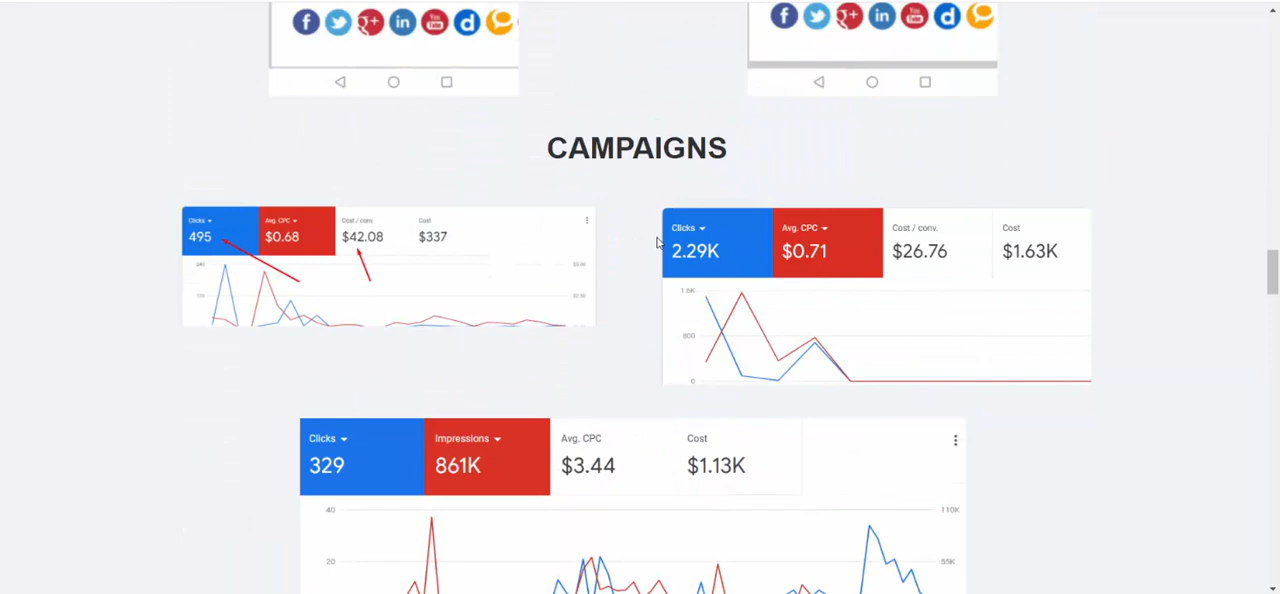 CAMPAIGNS
Clicks Avg. CPC Cost / conv. Cost
495 $0.68 $42.08 $337
Clicks Avg. CPC Cost / conv. Cost
2.29K $0.71 $26.76 $1.63K
800
0
Clicks Impressions Avg. CPC Cost
329 861K $3.44 $1.13K
40 110K
20 55K